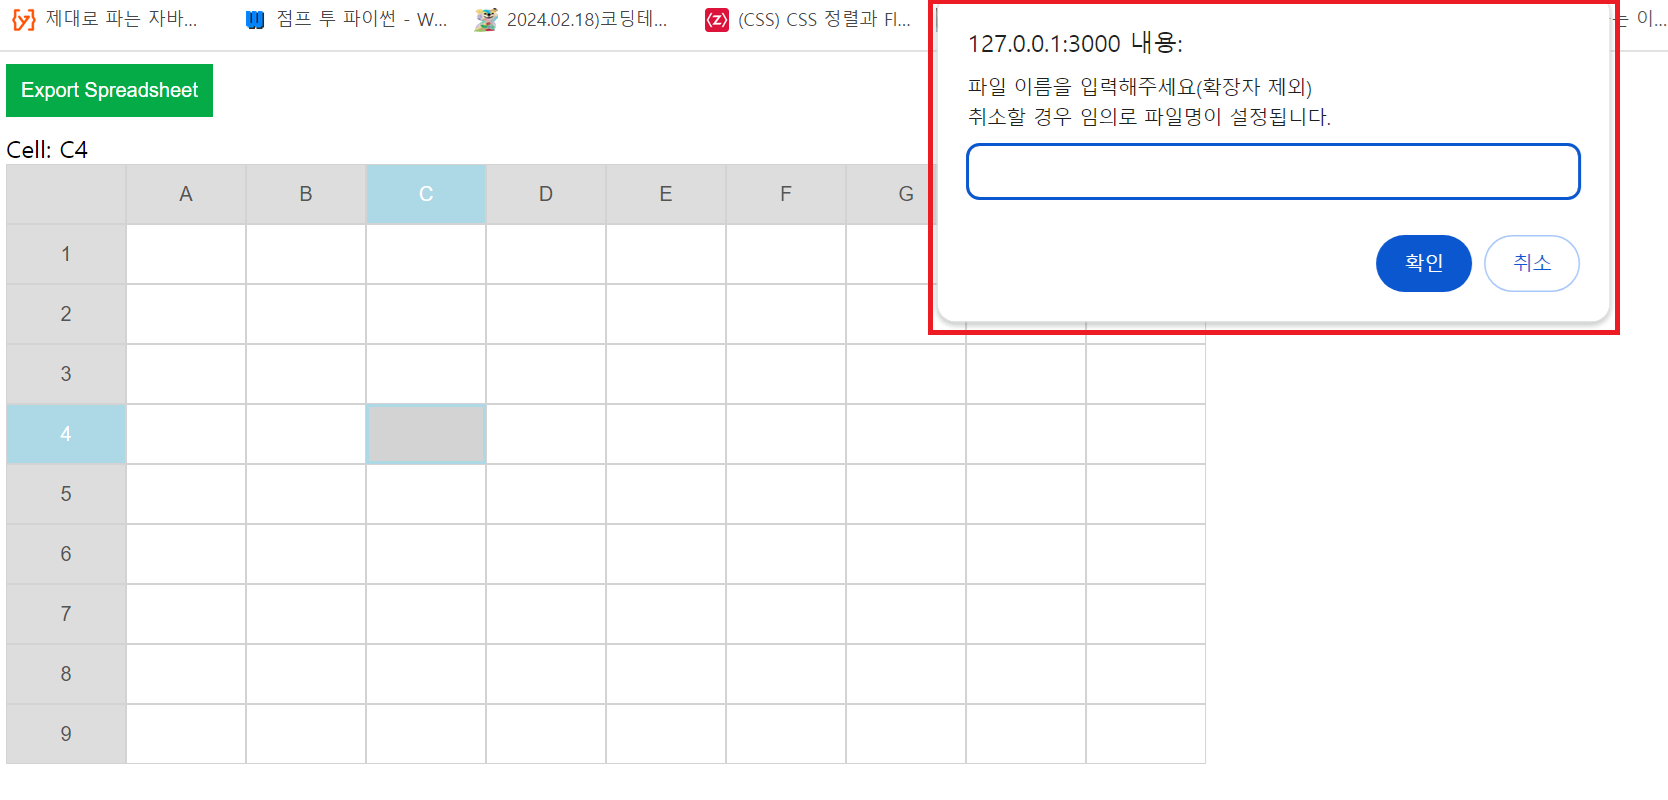 제대로 파는 자바...
점프 투 파이썬 - W...
2024.02.18)코딩테...
(CSS) CSS 정렬과 Fl...
는 이...
127.0.0.1:3000 내용:
파일 이름을 입력해주세요(확장자 제외)
취소할 경우 임의로 파일명이 설정됩니다.
확인
취소
Export Spreadsheet
Cell: C4
A B C D E F G
1
2
3
4
5
6
7
8
9